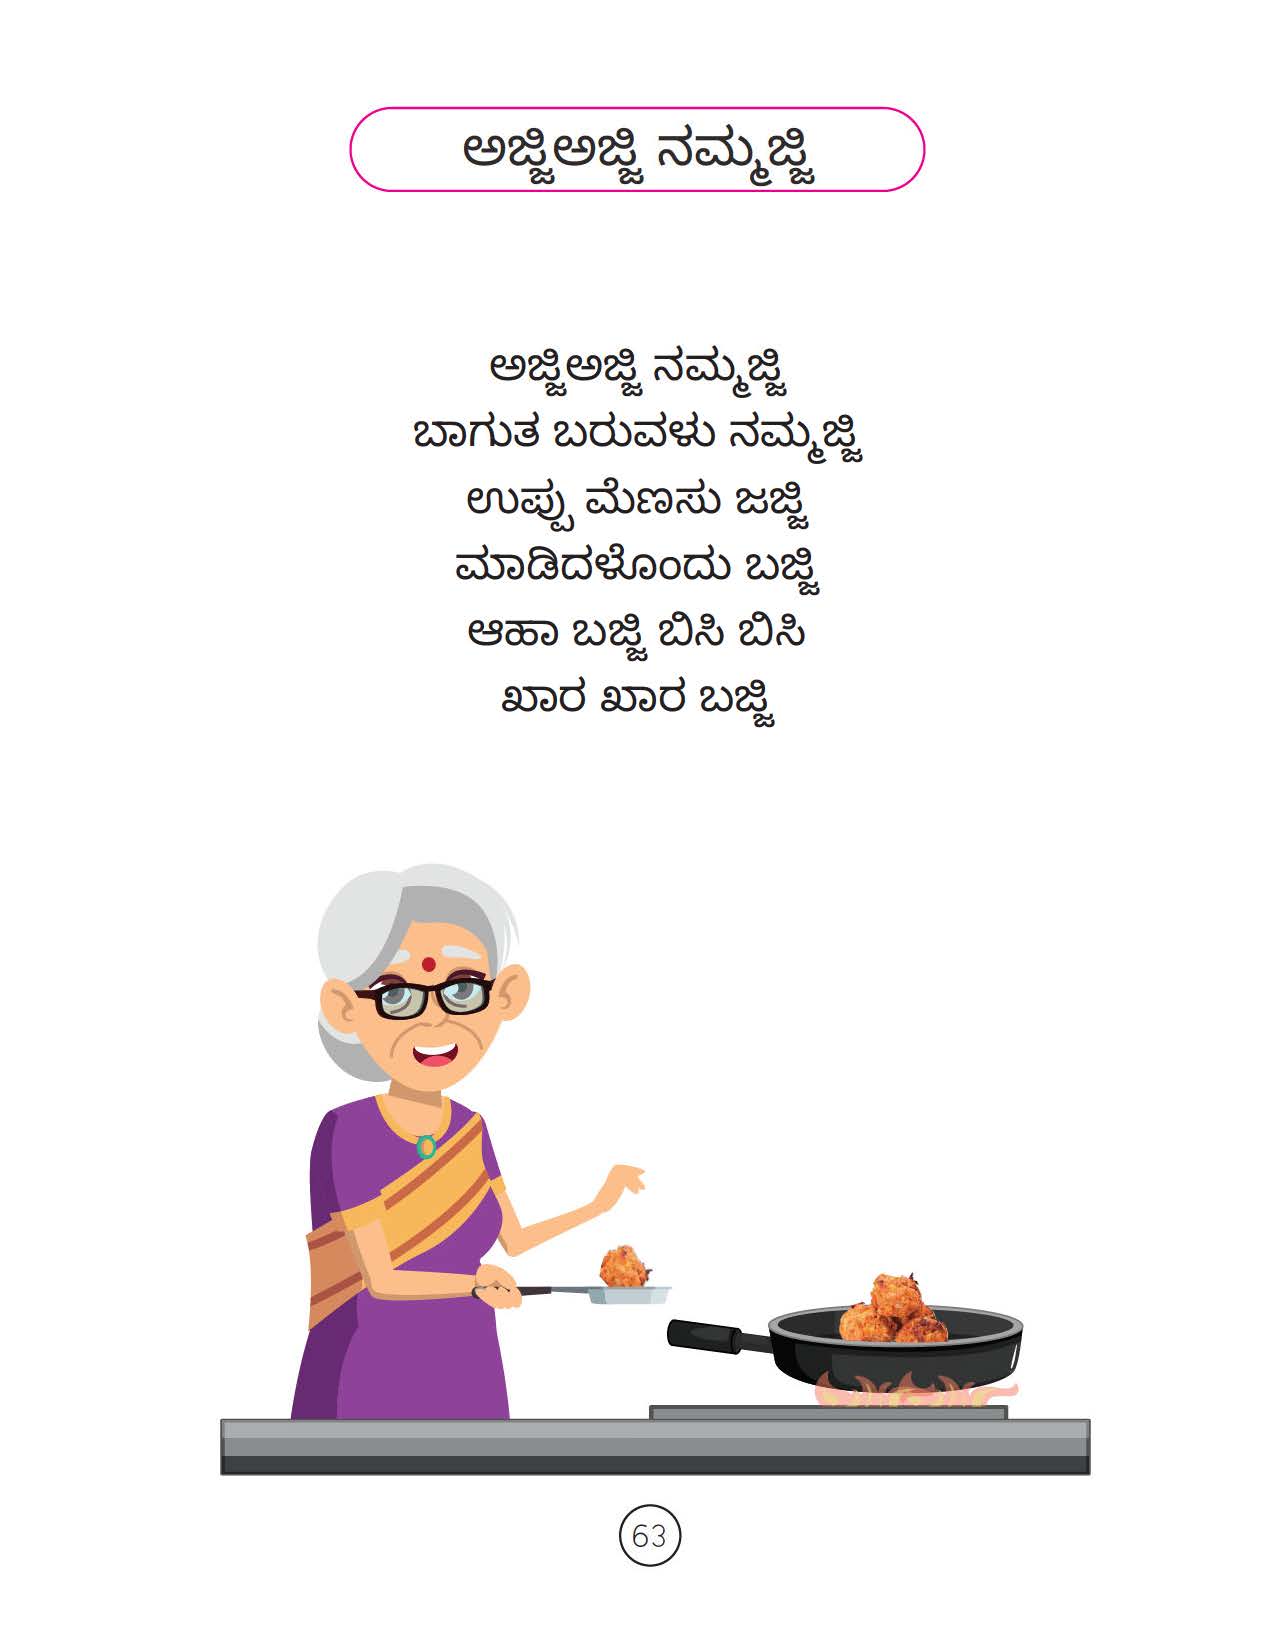 ಅಜ್ಜಿಅಜ್ಜಿ ನಮ್ಮಜ್ಜಿ
ಅಜ್ಜಿಅಜ್ಜಿ ನಮ್ಮಜ್ಜಿ
ಬಾಗುತ ಬರುವಳು ನಮ್ಮಜ್ಜಿ
ಉಪ್ಪು ಮೆಣಸು ಜಜ್ಜಿ
ಮಾಡಿದಳೊಂದು ಬಜ್ಜಿ
ಆಹಾ ಬಜ್ಜಿ ಬಿಸಿ ಬಿಸಿ
ಖಾರ ಖಾರ ಬಜ್ಜಿ
63